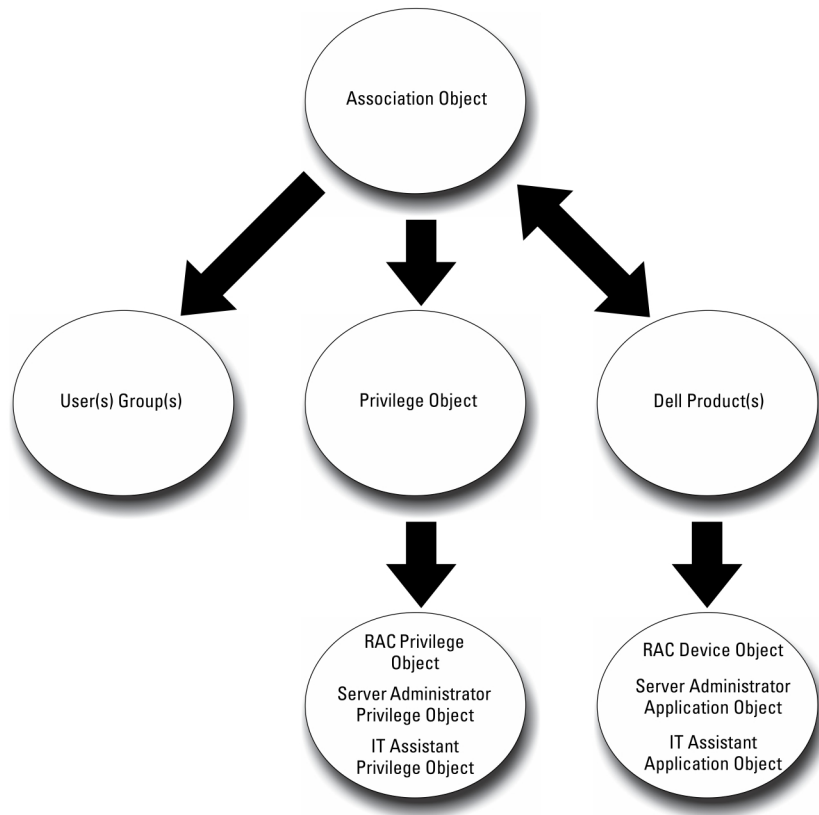 Association Object
User(s) Group(s)
Privilege Object
Dell Product(s)
RAC Privilege
Object
Server Administrator
Privilege Object
IT Assistant
Privilege Object
RAC Device Object
Server Administrator
Application Object
IT Assistant
Application Object